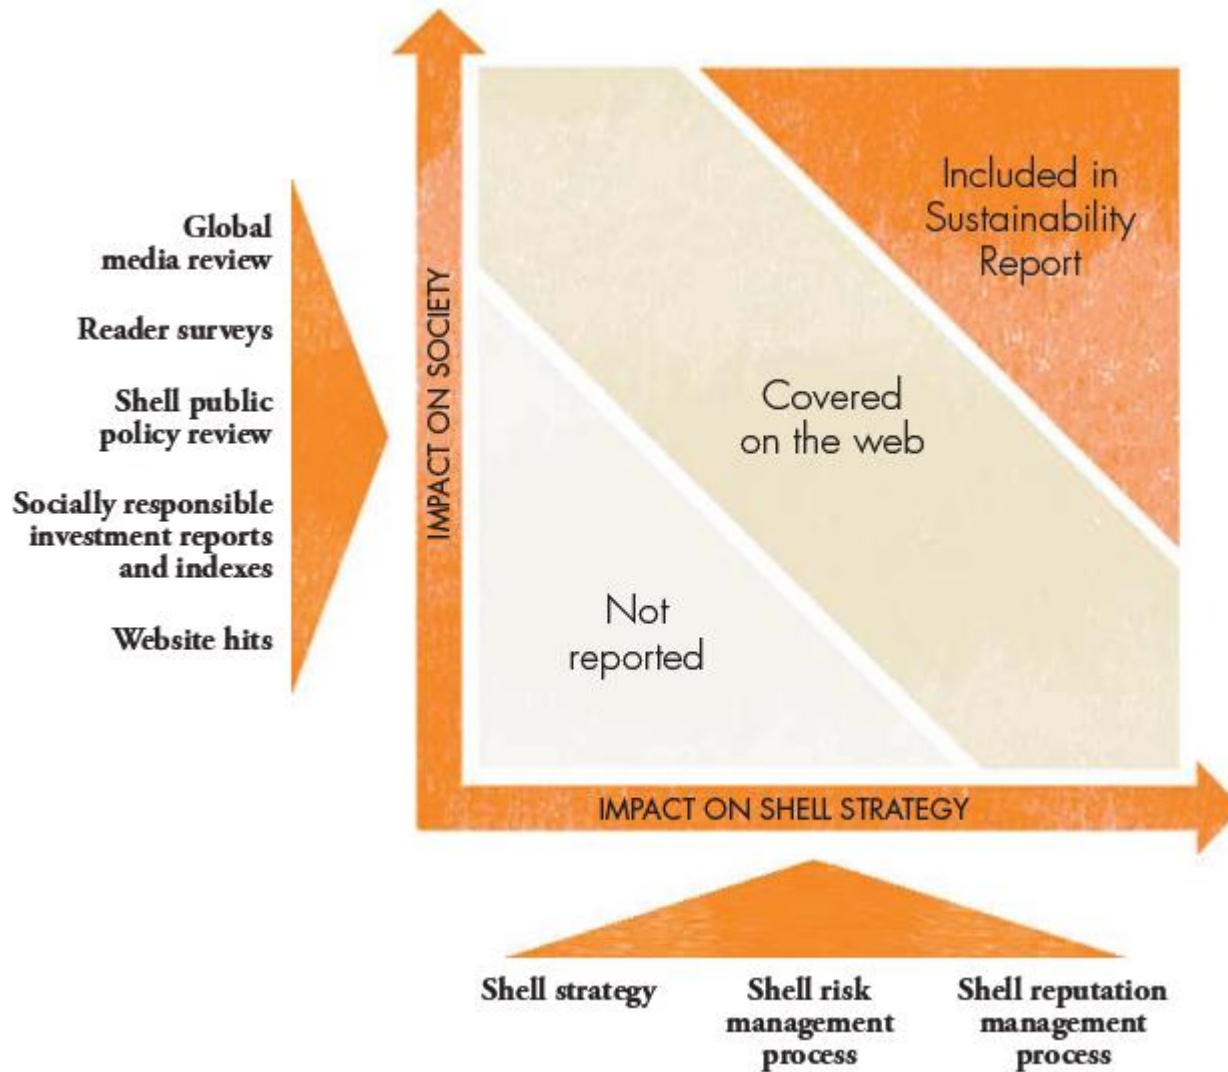 Global
media review
Reader surveys
Shell public
policy review
Socially responsible
investment reports
and indexes
Website hits
IMPACT ON SOCIETY
Included in
Sustainability
Report
Covered
on the web
Not
reported
IMPACT ON SHELL STRATEGY
Shell strategy
Shell risk
management
process
Shell reputation
management
process